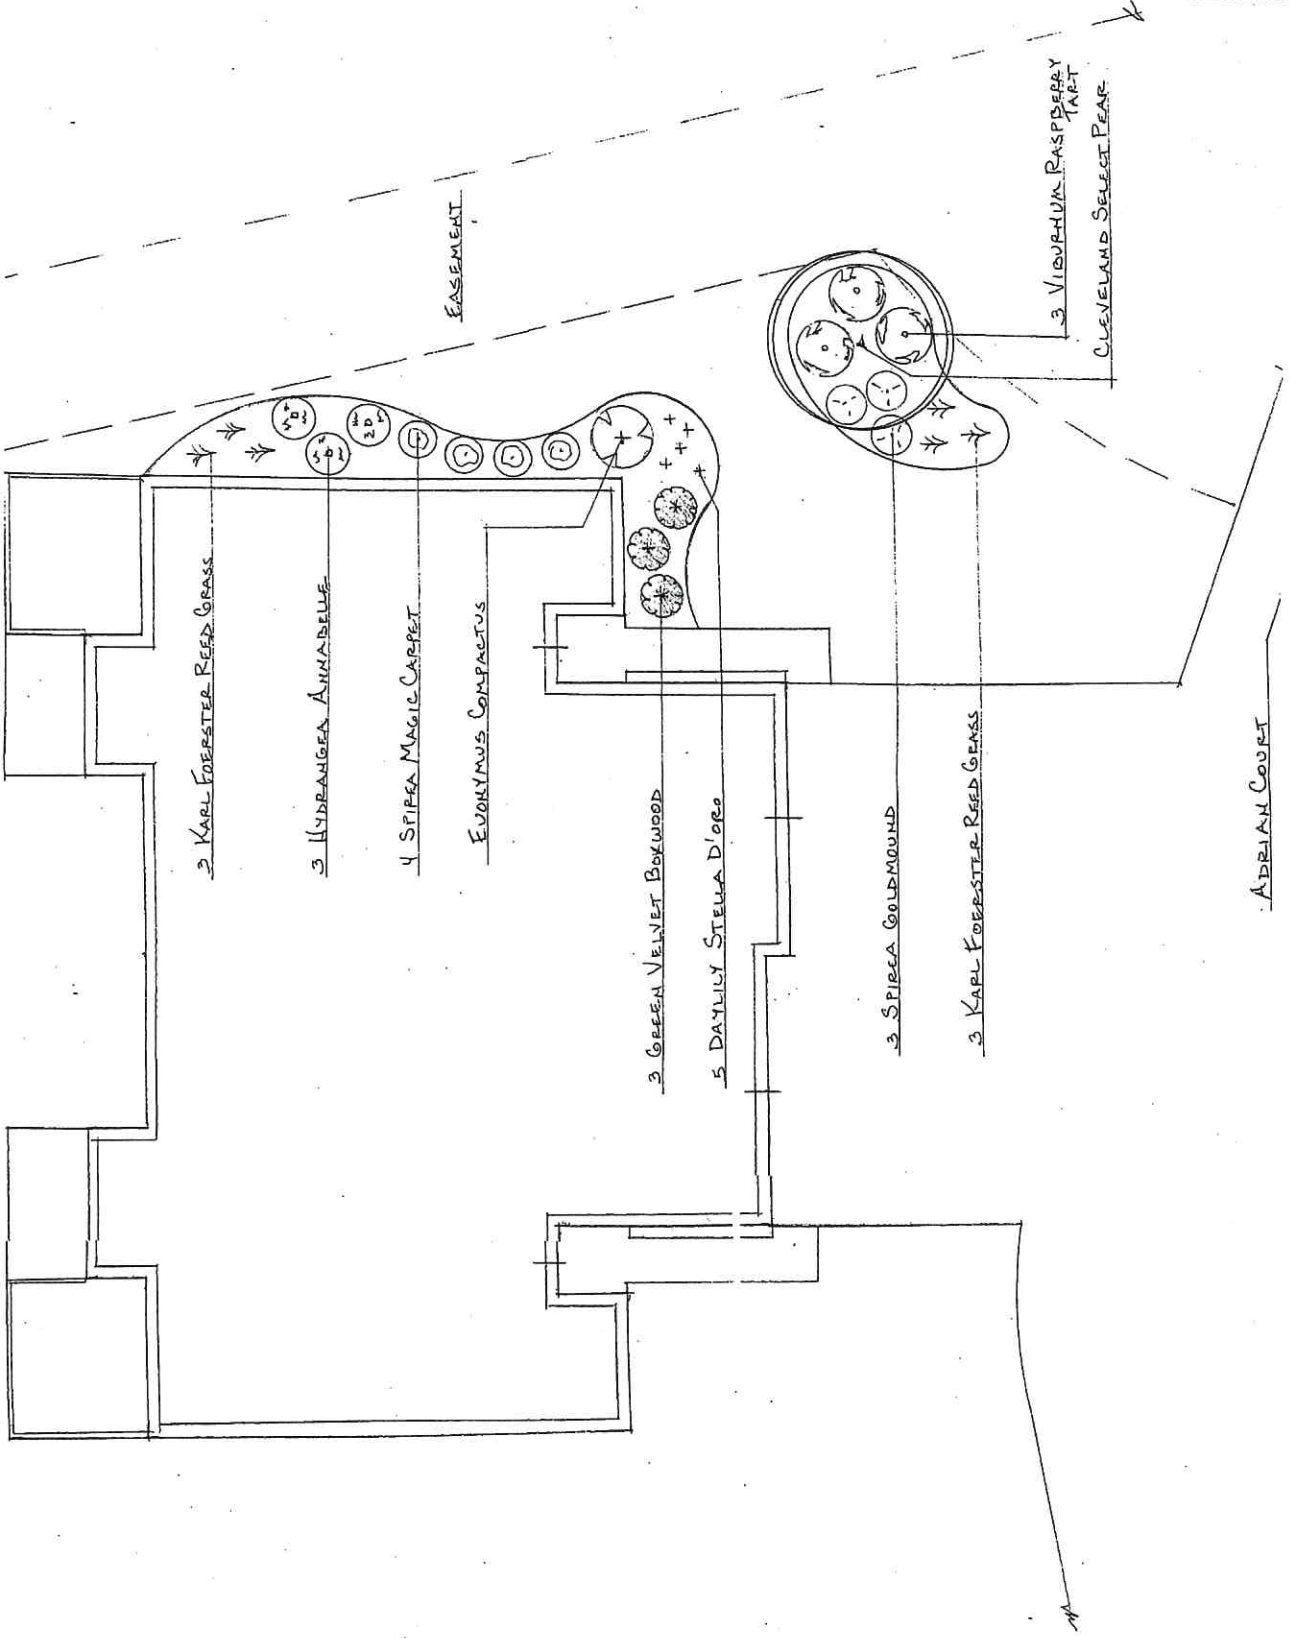 3 KARL FOERSTER REED GRASS
3 HYDRANGEA ANNABELLE
4 SPIREA MAGIC CARPET
EUONYMUS COMPACTUS
3 GREEN VELVET BOXWOOD
5 DAYLILY STELLA D'ORO
3 SPIREA GOLDMOUND
3 KARL FOERSTER REED GRASS
EASEMENT
3 VIBURNUM RASPBERRY
TART
CLEVELAND SELECT PEAR
ADRIAN COURT